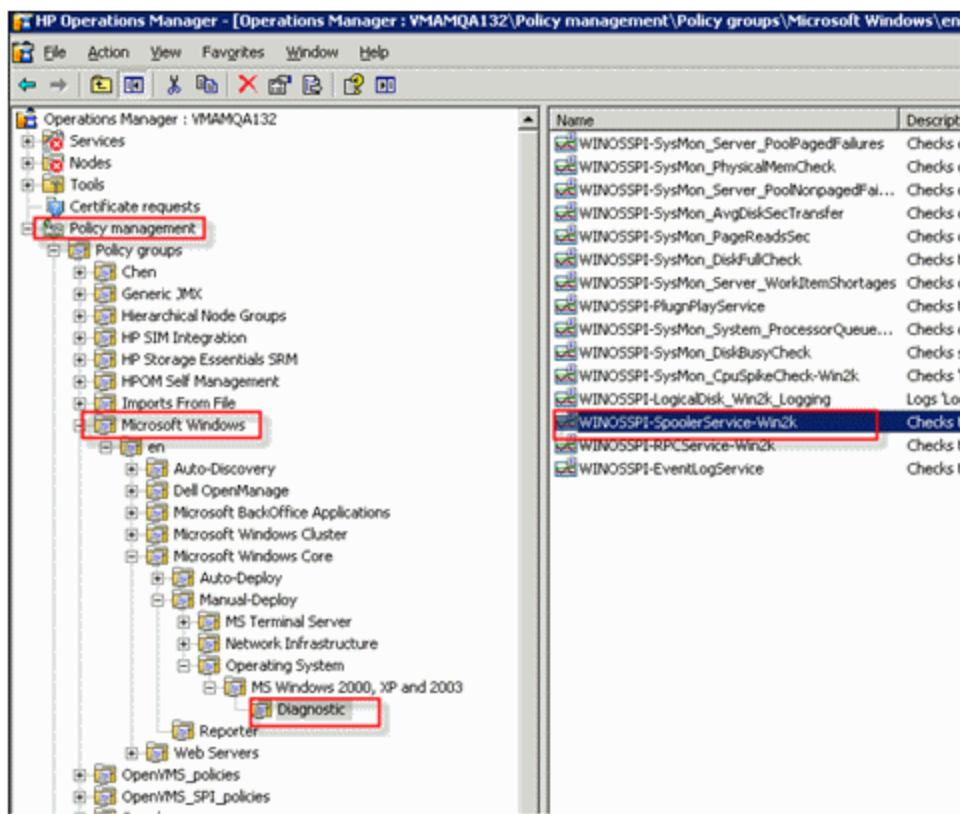 HP Operations Manager - [Operations Manager : VMAMQA132\Policy management\Policy groups\Microsoft Windows\en
File Action View Favorites Window Help
Operations Manager : VMAMQA132
Services
Nodes
Tools
Certificate requests
Policy management
Policy groups
Chen
Generic JMX
Hierarchical Node Groups
HP SIM Integration
HP Storage Essentials SRM
HPOM Self Management
Imports From File
Microsoft Windows
en
Auto-Discovery
Dell OpenManage
Microsoft BackOffice Applications
Microsoft Windows Cluster
Microsoft Windows Core
Auto-Deploy
Manual-Deploy
MS Terminal Server
Network Infrastructure
Operating System
MS Windows 2000, XP and 2003
Diagnostic
Reporter
Web Servers
OpenVMS_policies
OpenVMS_SPI_policies
Name Descript
WINOSSPI-SysMon_Server_PoolPagedFailures Checks
WINOSSPI-SysMon_PhysicalMemCheck Checks
WINOSSPI-SysMon_Server_PoolNonpagedFai... Checks
WINOSSPI-SysMon_AvgDiskSecTransfer Checks
WINOSSPI-SysMon_PageReadsSec Checks
WINOSSPI-SysMon_DiskFullCheck Checks
WINOSSPI-SysMon_Server_WorkItemShortages Checks
WINOSSPI-PlugnPlayService Checks
WINOSSPI-SysMon_System_ProcessorQueue... Checks
WINOSSPI-SysMon_DiskBusyCheck Checks
WINOSSPI-SysMon_CpuSpikeCheck-Win2k Checks
WINOSSPI-LogicalDisk_Win2k_Logging Logs 'Lo
WINOSSPI-SpoolerService-Win2k Checks
WINOSSPI-RPCService-Win2k Checks
WINOSSPI-EventLogService Checks